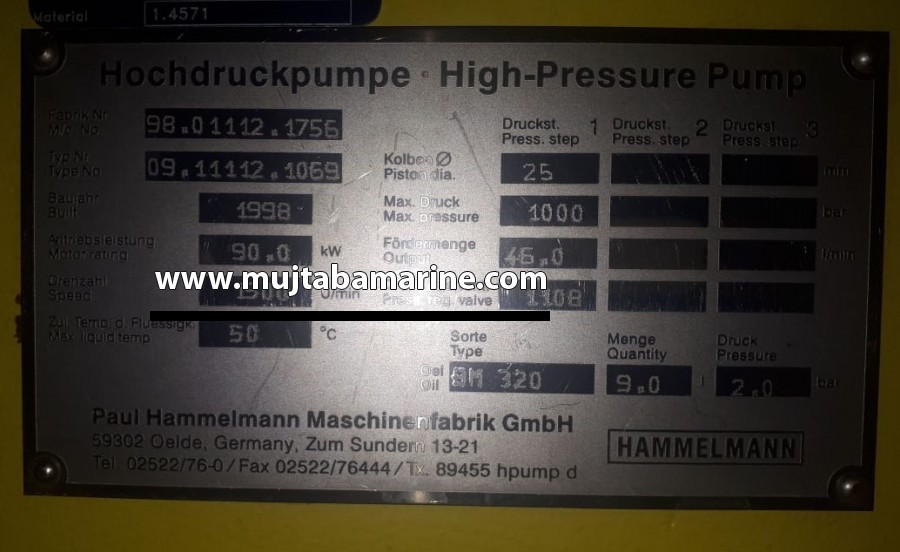 Material 1.4571
Hochdruckpumpe · High-Pressure Pump
Fabrik Nr.
M/c. No. 98.01112.1756
Typ Nr.
Type No 09.11112.1069
Baujahr
Built 1998
Antriebsleistung
Motor rating 90.0 kW
Drehzahl
Speed 1500 U/min
Zul. Temp. d. Fluessigk.
Max. liquid temp. 50 °C
Druckst. 1 Druckst. 2 Druckst. 3
Press. step Press. step Press. step
Kolben Ø
Piston dia. 25 mm
Max. Druck
Max. pressure 1000 bar
Fördermenge
Output 46.0 l/min
Press. reg. valve 1108
www.mujtabamarine.com
Sorte Menge Druck
Type Quantity Pressure
Oel
Oil 320 9.0 l 2.0 bar
Paul Hammelmann Maschinenfabrik GmbH
59302 Oelde, Germany, Zum Sundern 13-21
Tel. 02522/76-0 / Fax 02522/76444 / Tx. 89455 hpump d
HAMMELMANN